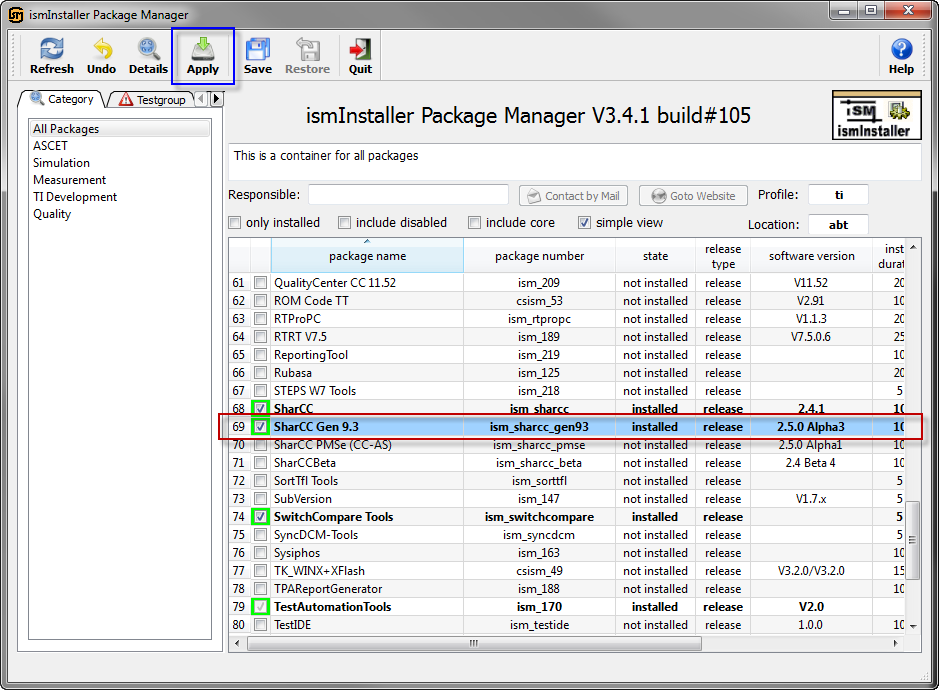 ismInstaller Package Manager
Refresh Undo Details Apply Save Restore Quit Help
Category Testgroup
ismInstaller Package Manager V3.4.1 build#105
iSM
ismInstaller
All Packages
ASCET
Simulation
Measurement
TI Development
Quality
This is a container for all packages
Responsible: Contact by Mail Goto Website Profile: ti
only installed include disabled include core simple view Location: abt
package name package number state release type software version inst durat
61 QualityCenter CC 11.52 ism_209 not installed release V11.52 20
62 ROM Code TT csism_53 not installed release V2.91 10
63 RTProPC ism_rtpropc not installed release V1.1.3 20
64 RTRT V7.5 ism_189 not installed release V7.5.0.6 25
65 ReportingTool ism_219 not installed release 10
66 Rubasa ism_125 not installed release 20
67 STEPS W7 Tools ism_218 not installed release 5
68 SharCC ism_sharcc installed release 2.4.1 10
69 SharCC Gen 9.3 ism_sharcc_gen93 installed release 2.5.0 Alpha3 10
70 SharCC PMSe (CC-AS) ism_sharcc_pmse not installed release 2.5.0 Alpha1 10
71 SharCCBeta ism_sharcc_beta not installed release 2.4 Beta 4 10
72 SortTfl Tools ism_sorttfl not installed release 5
73 SubVersion ism_147 not installed release V1.7.x 5
74 SwitchCompare Tools ism_switchcompare installed release 5
75 SyncDCM-Tools ism_syncdcm not installed release 5
76 Sysiphos ism_163 not installed release 10
77 TK_WINX+XFlash csism_49 not installed release V3.2.0/V3.2.0 15
78 TPAReportGenerator ism_188 not installed release 10
79 TestAutomationTools ism_170 installed release V2.0 5
80 TestIDE ism_testide not installed release 1.0.0 10